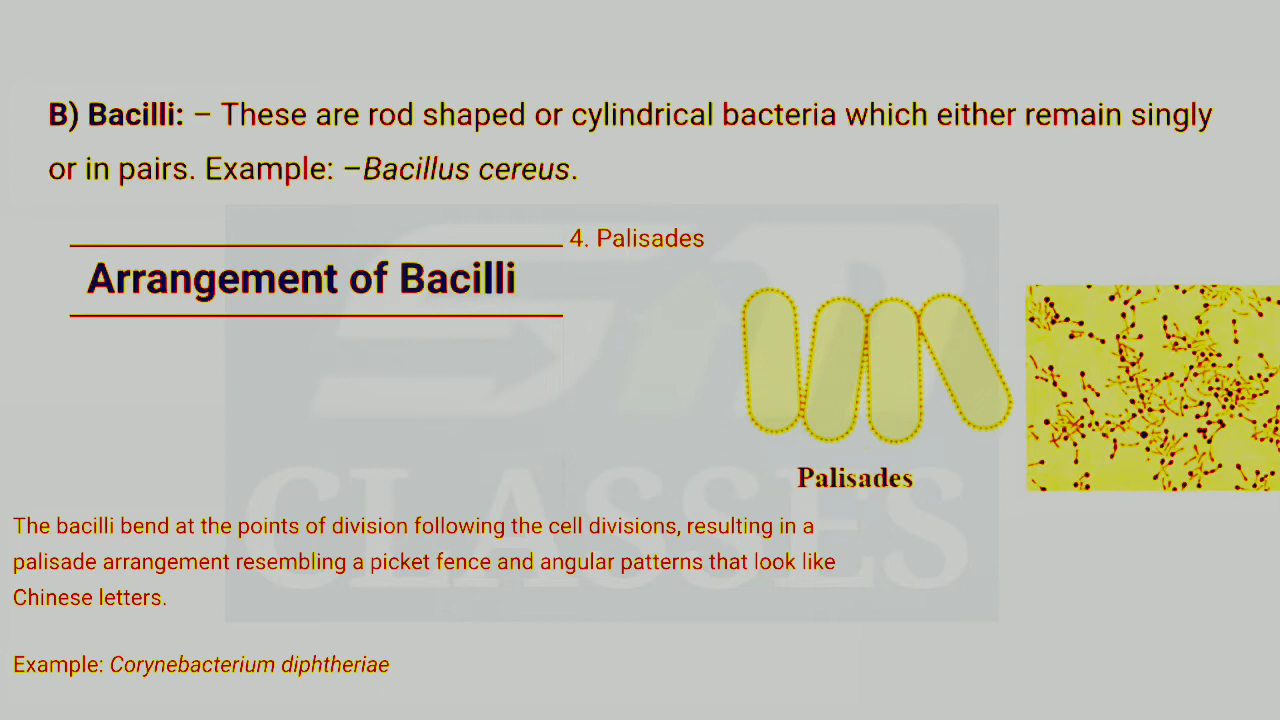 B) Bacilli: – These are rod shaped or cylindrical bacteria which either remain singly
or in pairs. Example: –Bacillus cereus.
4. Palisades
Arrangement of Bacilli
Palisades
The bacilli bend at the points of division following the cell divisions, resulting in a
palisade arrangement resembling a picket fence and angular patterns that look like
Chinese letters.
Example: Corynebacterium diphtheriae
CLASSES